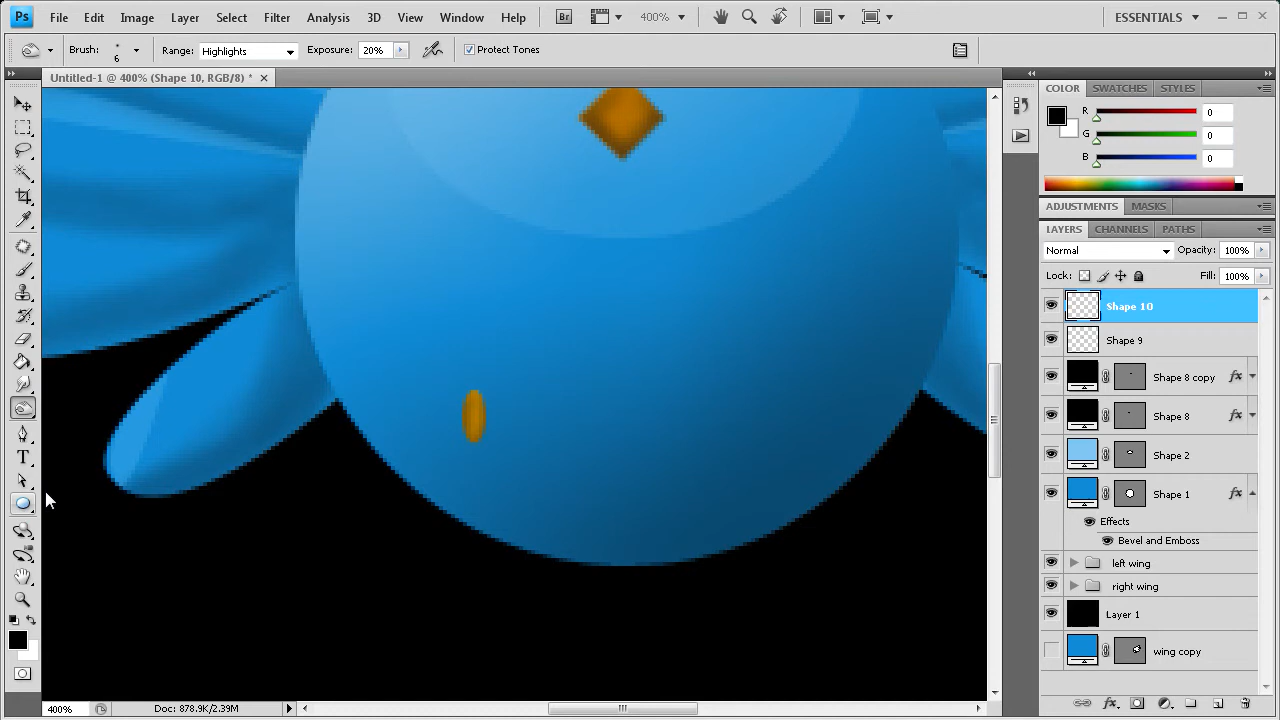 Ps File Edit Image Layer Select Filter Analysis 3D View Window Help Br 400% ESSENTIALS
Brush: 6 Range: Highlights Exposure: 20% Protect Tones
Untitled-1 @ 400% (Shape 10, RGB/8) *
COLOR SWATCHES STYLES
R 0
G 0
B 0
ADJUSTMENTS MASKS
LAYERS CHANNELS PATHS
Normal Opacity: 100%
Lock: Fill: 100%
Shape 10
Shape 9
Shape 8 copy fx
Shape 8 fx
Shape 2
Shape 1 fx
Effects
Bevel and Emboss
left wing
right wing
Layer 1
wing copy
T
400% Doc: 878.9K/2.39M
fx.